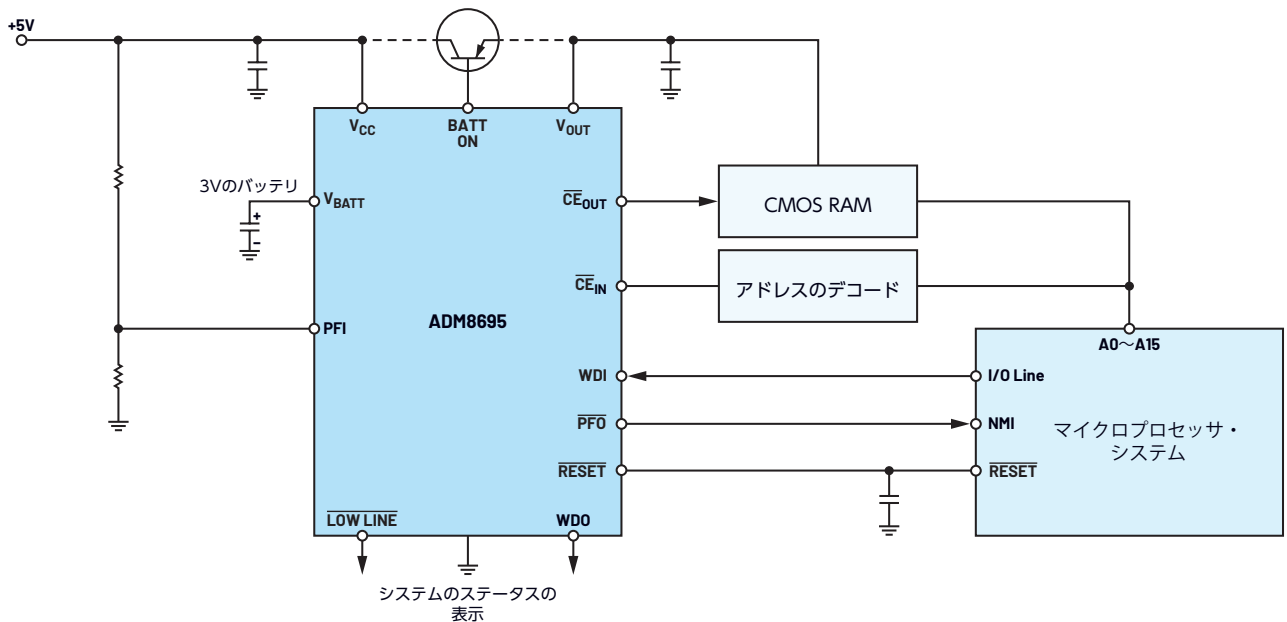 +5V
VCC
BATT
ON
VOUT
3Vのバッテリ
+
−
VBATT
CEOUT
CMOS RAM
CEIN
アドレスのデコード
ADM8695
PFI
A0~A15
WDI
I/O Line
PFO
NMI
マイクロプロセッサ・
システム
RESET
RESET
LOW LINE
WDO
システムのステータスの
表示